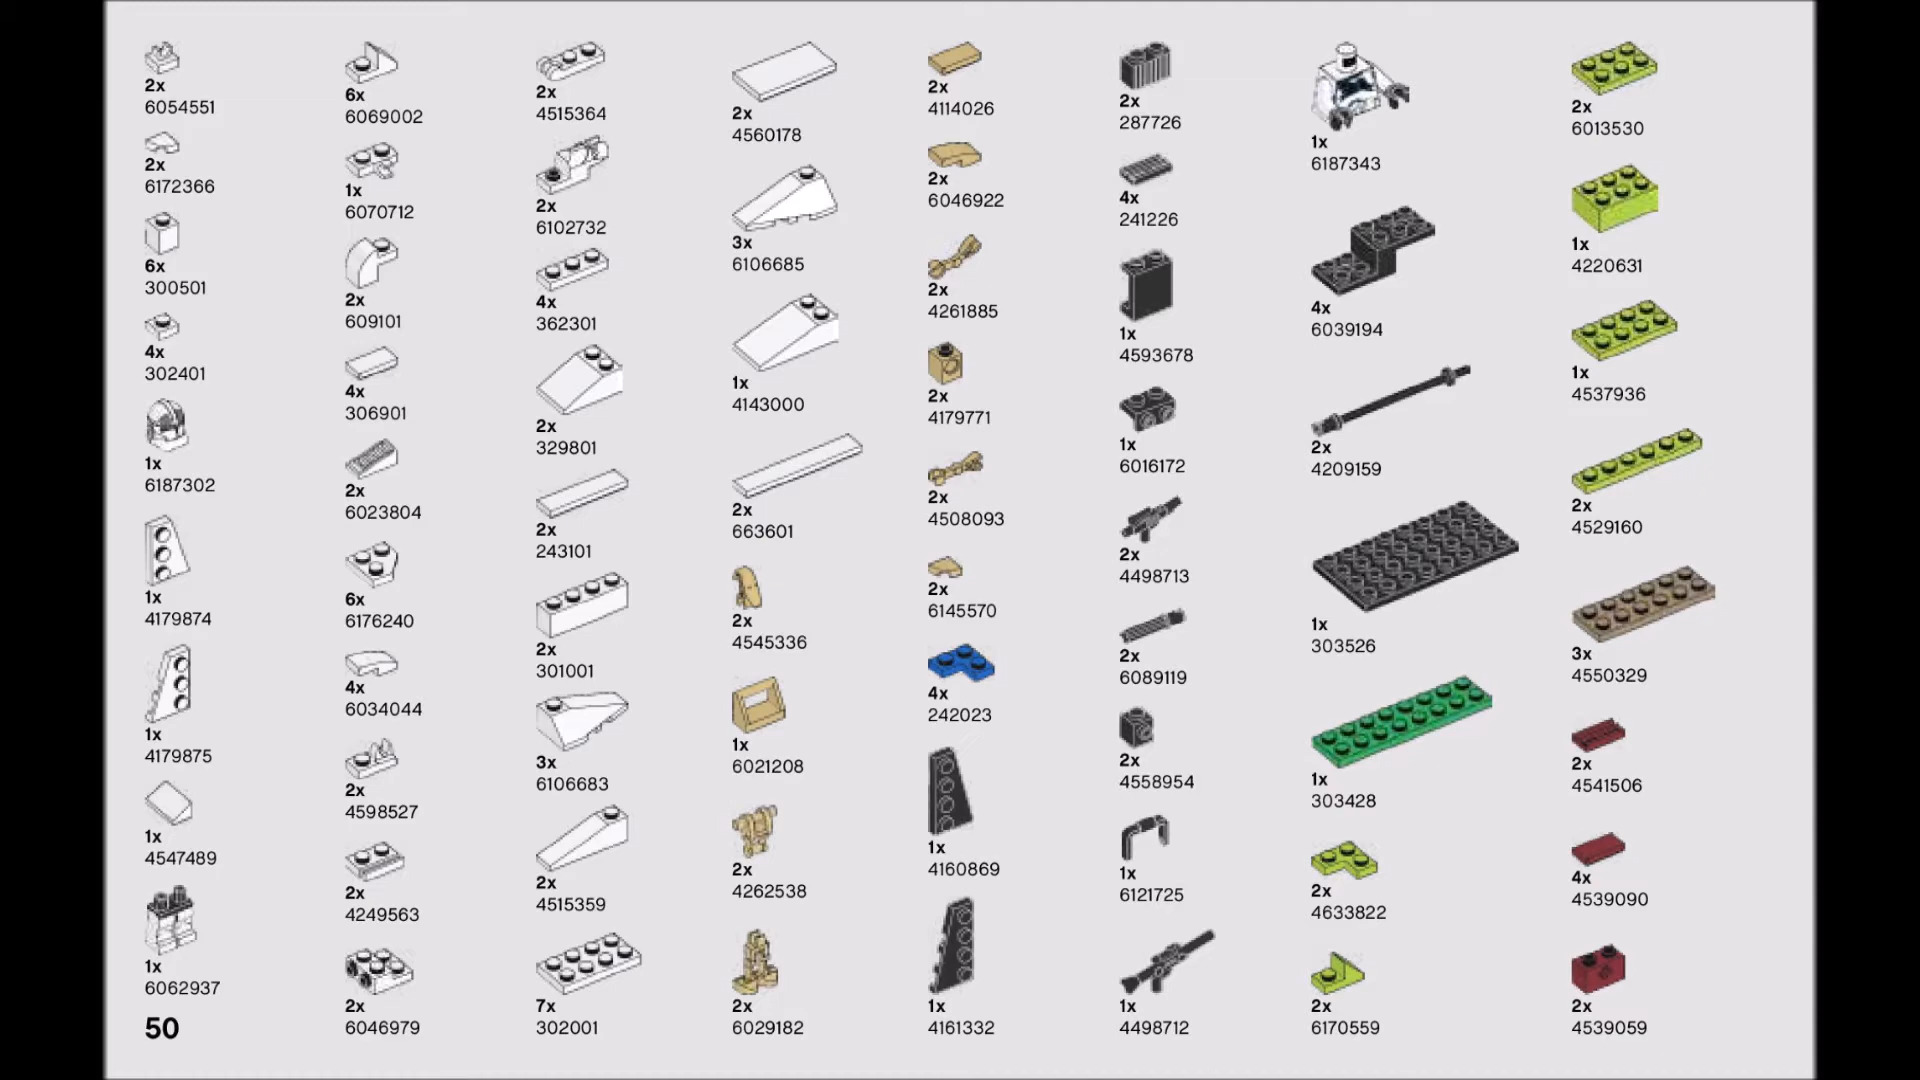 2x
6054551
2x
6172366
6x
300501
4x
302401
1x
6187302
1x
4179874
1x
4179875
1x
4547489
1x
6062937
50
6x
6069002
1x
6070712
2x
609101
4x
306901
2x
6023804
6x
6176240
4x
6034044
2x
4598527
2x
4249563
2x
6046979
2x
4515364
2x
6102732
4x
362301
2x
329801
2x
243101
2x
301001
3x
6106683
2x
4515359
7x
302001
2x
4560178
3x
6106685
1x
4143000
2x
663601
2x
4545336
1x
6021208
2x
4262538
2x
6029182
2x
4114026
2x
6046922
2x
4261885
2x
4179771
2x
4508093
2x
6145570
4x
242023
1x
4160869
1x
4161332
2x
287726
4x
241226
1x
4593678
1x
6016172
2x
4498713
2x
6089119
2x
4558954
1x
6121725
1x
4498712
1x
6187343
4x
6039194
2x
4209159
1x
303526
1x
303428
2x
4633822
2x
6170559
2x
6013530
1x
4220631
1x
4537936
2x
4529160
3x
4550329
2x
4541506
4x
4539090
2x
4539059